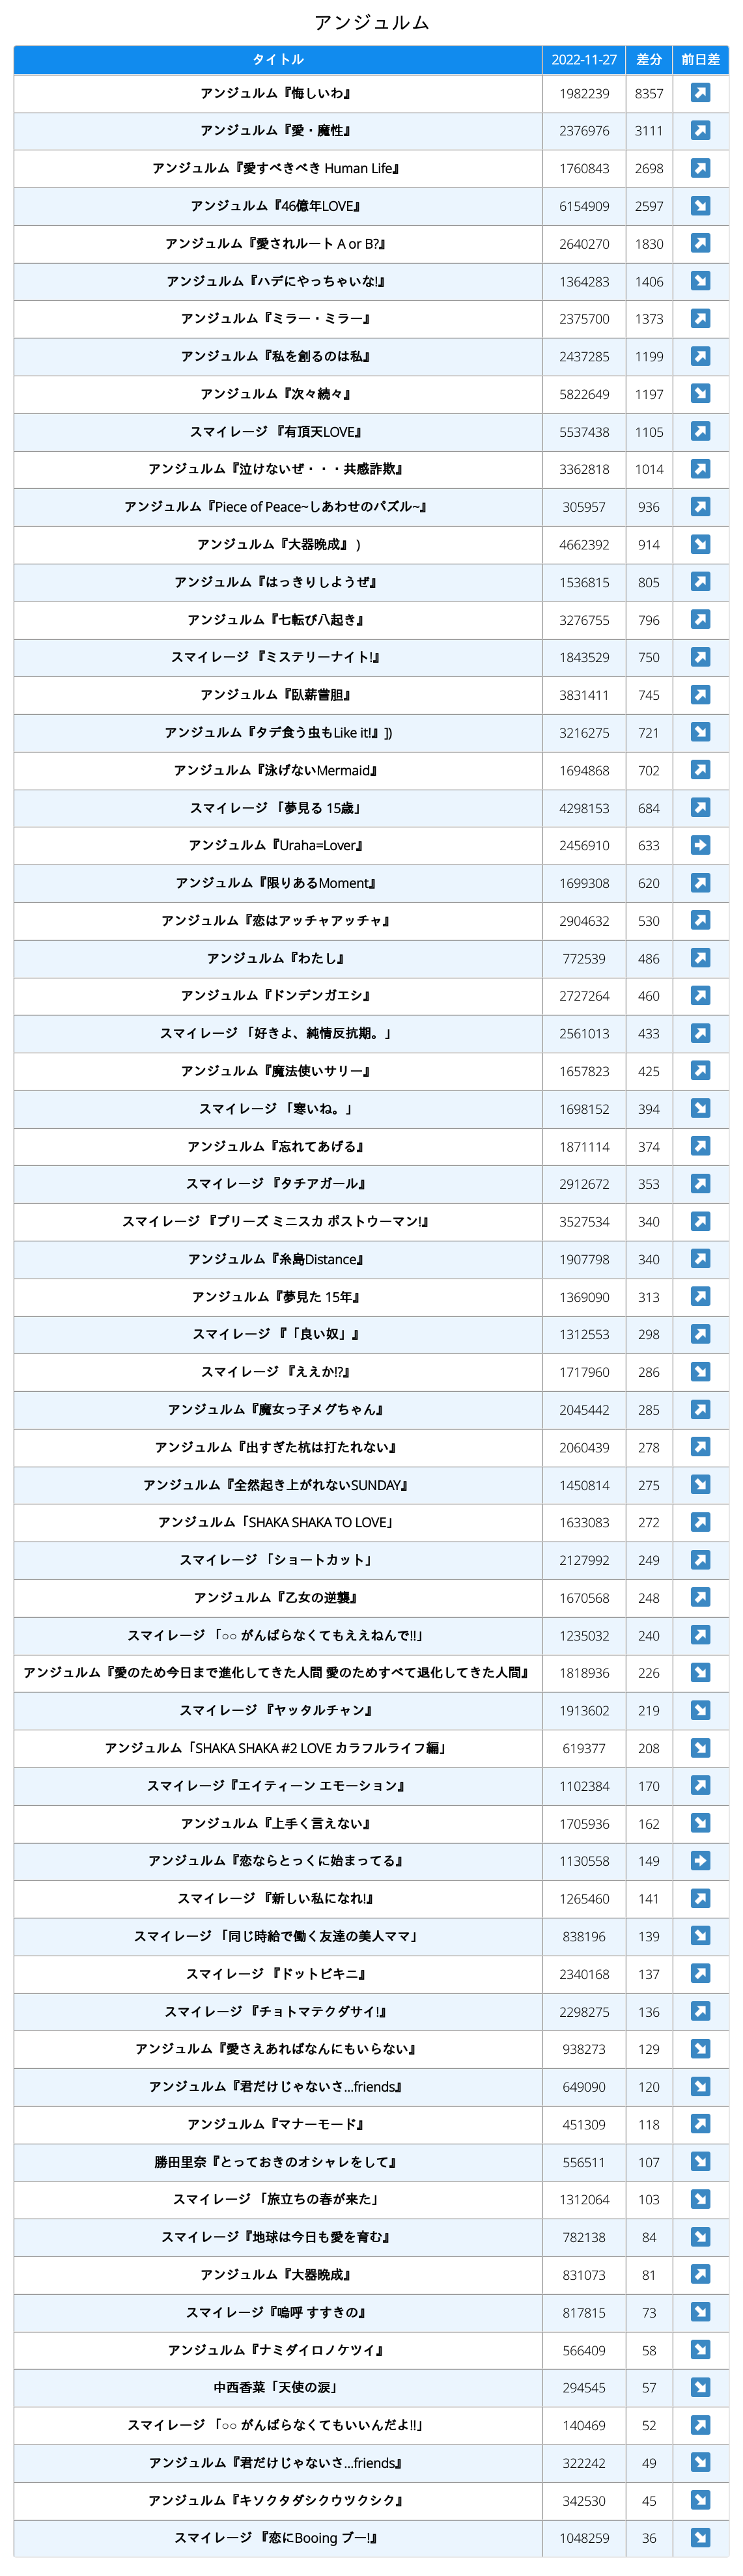 アンジュルム
タイトル 2022-11-27 差分 前日差
アンジュルム『悔しいわ』 1982239 8357 ↗
アンジュルム『愛・魔性』 2376976 3111 ↗
アンジュルム『愛すべきべき Human Life』 1760843 2698 ↗
アンジュルム『46億年LOVE』 6154909 2597 ↘
アンジュルム『愛されルート A or B?』 2640270 1830 ↗
アンジュルム『ハデにやっちゃいな!』 1364283 1406 ↘
アンジュルム『ミラー・ミラー』 2375700 1373 ↗
アンジュルム『私を創るのは私』 2437285 1199 ↗
アンジュルム『次々続々』 5822649 1197 ↘
スマイレージ 『有頂天LOVE』 5537438 1105 ↗
アンジュルム『泣けないぜ・・・共感詐欺』 3362818 1014 ↗
アンジュルム『Piece of Peace~しあわせのパズル~』 305957 936 ↗
アンジュルム『大器晩成』 ) 4662392 914 ↘
アンジュルム『はっきりしようぜ』 1536815 805 ↗
アンジュルム『七転び八起き』 3276755 796 ↗
スマイレージ 『ミステリーナイト!』 1843529 750 ↗
アンジュルム『臥薪嘗胆』 3831411 745 ↗
アンジュルム『タデ食う虫もLike it!』]) 3216275 721 ↘
アンジュルム『泳げないMermaid』 1694868 702 ↗
スマイレージ 「夢見る 15歳」 4298153 684 ↗
アンジュルム『Uraha=Lover』 2456910 633 →
アンジュルム『限りあるMoment』 1699308 620 ↗
アンジュルム『恋はアッチャアッチャ』 2904632 530 ↗
アンジュルム『わたし』 772539 486 ↗
アンジュルム『ドンデンガエシ』 2727264 460 ↗
スマイレージ 「好きよ、純情反抗期。」 2561013 433 ↗
アンジュルム『魔法使いサリー』 1657823 425 ↗
スマイレージ 「寒いね。」 1698152 394 ↘
アンジュルム『忘れてあげる』 1871114 374 ↗
スマイレージ 『タチアガール』 2912672 353 ↗
スマイレージ 『プリーズ ミニスカ ポストウーマン!』 3527534 340 ↗
アンジュルム『糸島Distance』 1907798 340 ↗
アンジュルム『夢見た 15年』 1369090 313 ↗
スマイレージ 『「良い奴」』 1312553 298 ↗
スマイレージ 『ええか!?』 1717960 286 ↘
アンジュルム『魔女っ子メグちゃん』 2045442 285 ↗
アンジュルム『出すぎた杭は打たれない』 2060439 278 ↗
アンジュルム『全然起き上がれないSUNDAY』 1450814 275 ↘
アンジュルム「SHAKA SHAKA TO LOVE」 1633083 272 ↗
スマイレージ 「ショートカット」 2127992 249 ↗
アンジュルム『乙女の逆襲』 1670568 248 ↗
スマイレージ 「○○ がんばらなくてもええねんで!!」 1235032 240 ↗
アンジュルム『愛のため今日まで進化してきた人間 愛のためすべて退化してきた人間』 1818936 226 ↘
スマイレージ 『ヤッタルチャン』 1913602 219 ↘
アンジュルム「SHAKA SHAKA #2 LOVE カラフルライフ編」 619377 208 ↘
スマイレージ『エイティーン エモーション』 1102384 170 ↗
アンジュルム『上手く言えない』 1705936 162 ↘
アンジュルム『恋ならとっくに始まってる』 1130558 149 →
スマイレージ 『新しい私になれ!』 1265460 141 ↗
スマイレージ 「同じ時給で働く友達の美人ママ」 838196 139 ↘
スマイレージ 『ドットビキニ』 2340168 137 ↗
スマイレージ 『チョトマテクダサイ!』 2298275 136 ↗
アンジュルム『愛さえあればなんにもいらない』 938273 129 ↘
アンジュルム『君だけじゃないさ...friends』 649090 120 ↘
アンジュルム『マナーモード』 451309 118 ↗
勝田里奈『とっておきのオシャレをして』 556511 107 ↘
スマイレージ 「旅立ちの春が来た」 1312064 103 ↘
スマイレージ『地球は今日も愛を育む』 782138 84 ↘
アンジュルム『大器晩成』 831073 81 ↗
スマイレージ『嗚呼 すすきの』 817815 73 ↘
アンジュルム『ナミダイロノケツイ』 566409 58 ↘
中西香菜「天使の涙」 294545 57 ↘
スマイレージ 「○○ がんばらなくてもいいんだよ!!」 140469 52 ↗
アンジュルム『君だけじゃないさ...friends』 322242 49 ↘
アンジュルム『キソクタダシクウツクシク』 342530 45 ↘
スマイレージ 『恋にBooing ブー!』 1048259 36 ↘